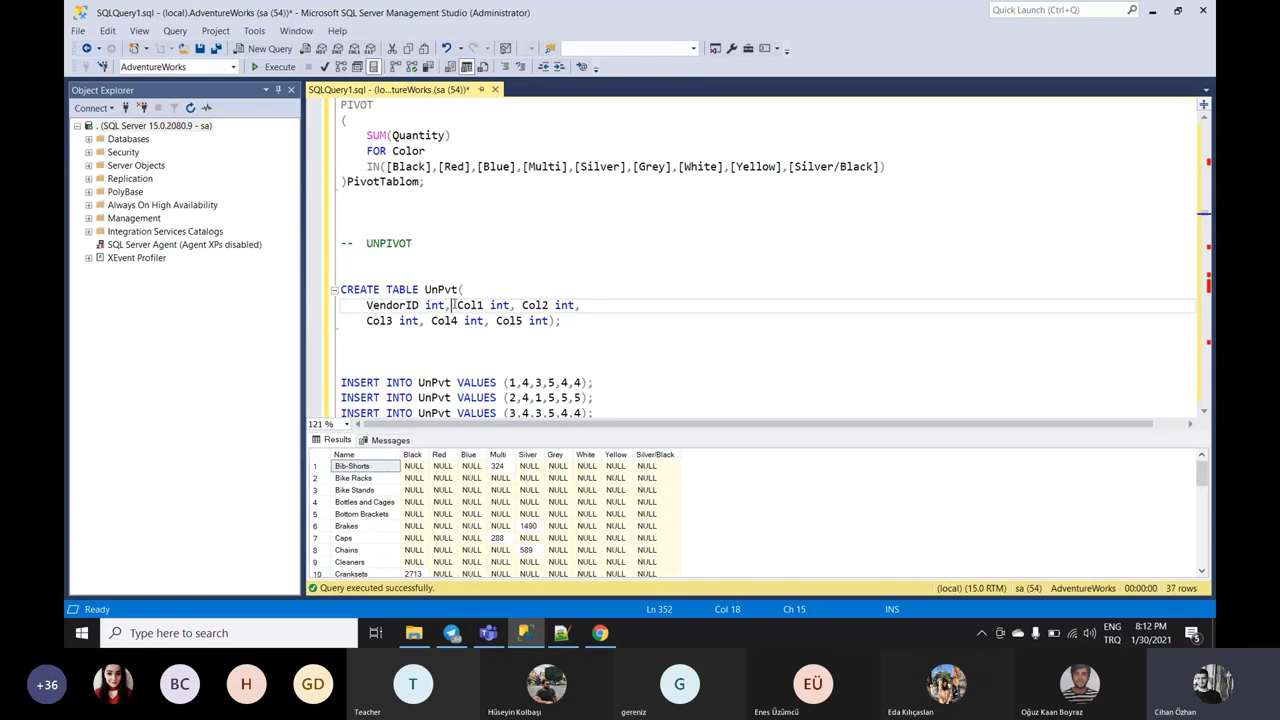 SQLQuery1.sql - (local).AdventureWorks (sa (54))* - Microsoft SQL Server Management Studio (Administrator)
Quick Launch (Ctrl+Q)
File Edit View Query Project Tools Window Help
New Query
AdventureWorks
Execute
Object Explorer
SQLQuery1.sql - (lo...tureWorks (sa (54))*
Connect
. (SQL Server 15.0.2080.9 - sa)
Databases
Security
Server Objects
Replication
PolyBase
Always On High Availability
Management
Integration Services Catalogs
SQL Server Agent (Agent XPs disabled)
XEvent Profiler
PIVOT
(
SUM(Quantity)
FOR Color
IN([Black],[Red],[Blue],[Multi],[Silver],[Grey],[White],[Yellow],[Silver/Black])
)PivotTablom;
-- UNPIVOT
CREATE TABLE UnPvt(
VendorID int, Col1 int, Col2 int,
Col3 int, Col4 int, Col5 int);
INSERT INTO UnPvt VALUES (1,4,3,5,4,4);
INSERT INTO UnPvt VALUES (2,4,1,5,5,5);
INSERT INTO UnPvt VALUES (3,4,3,5,4,4);
121 %
Results Messages
Name Black Red Blue Multi Silver Grey White Yellow Silver/Black
1 Bib-Shorts NULL NULL NULL 324 NULL NULL NULL NULL NULL
2 Bike Racks NULL NULL NULL NULL NULL NULL NULL NULL NULL
3 Bike Stands NULL NULL NULL NULL NULL NULL NULL NULL NULL
4 Bottles and Cages NULL NULL NULL NULL NULL NULL NULL NULL NULL
5 Bottom Brackets NULL NULL NULL NULL NULL NULL NULL NULL NULL
6 Brakes NULL NULL NULL NULL 1490 NULL NULL NULL NULL
7 Caps NULL NULL NULL 288 NULL NULL NULL NULL NULL
8 Chains NULL NULL NULL NULL 589 NULL NULL NULL NULL
9 Cleaners NULL NULL NULL NULL NULL NULL NULL NULL NULL
10 Cranksets 2713 NULL NULL NULL NULL NULL NULL NULL NULL
Query executed successfully.
(local) (15.0 RTM) sa (54) AdventureWorks 00:00:00 37 rows
Ready
Ln 352 Col 18 Ch 15 INS
Type here to search
ENG
TRQ
8:12 PM
1/30/2021
5
+36 BC H GD T G EÜ
Teacher Hüseyin Kolbaşı gereniz Enes Üzümcü Eda Kılıçaslan Oğuz Kaan Boyraz Cihan Özhan